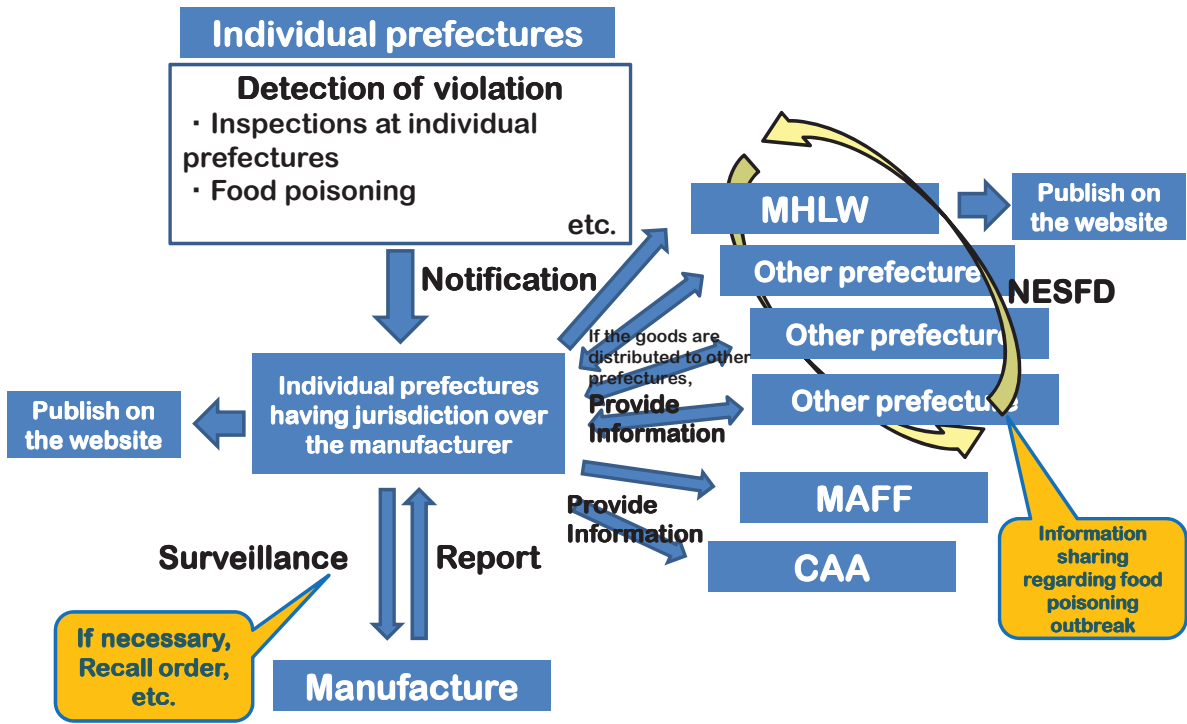 Individual prefectures
Detection of violation
・Inspections at individual
prefectures
・Food poisoning
etc.
Notification
MHLW
Publish on
the website
Other prefecture
NESFD
Other prefecture
Other prefecture
If the goods are
distributed to other
prefectures,
Provide
Information
Individual prefectures
having jurisdiction over
the manufacturer
Publish on
the website
MAFF
Provide
Information
CAA
Information
sharing
regarding food
poisoning
outbreak
Surveillance
Report
If necessary,
Recall order,
etc.
Manufacture